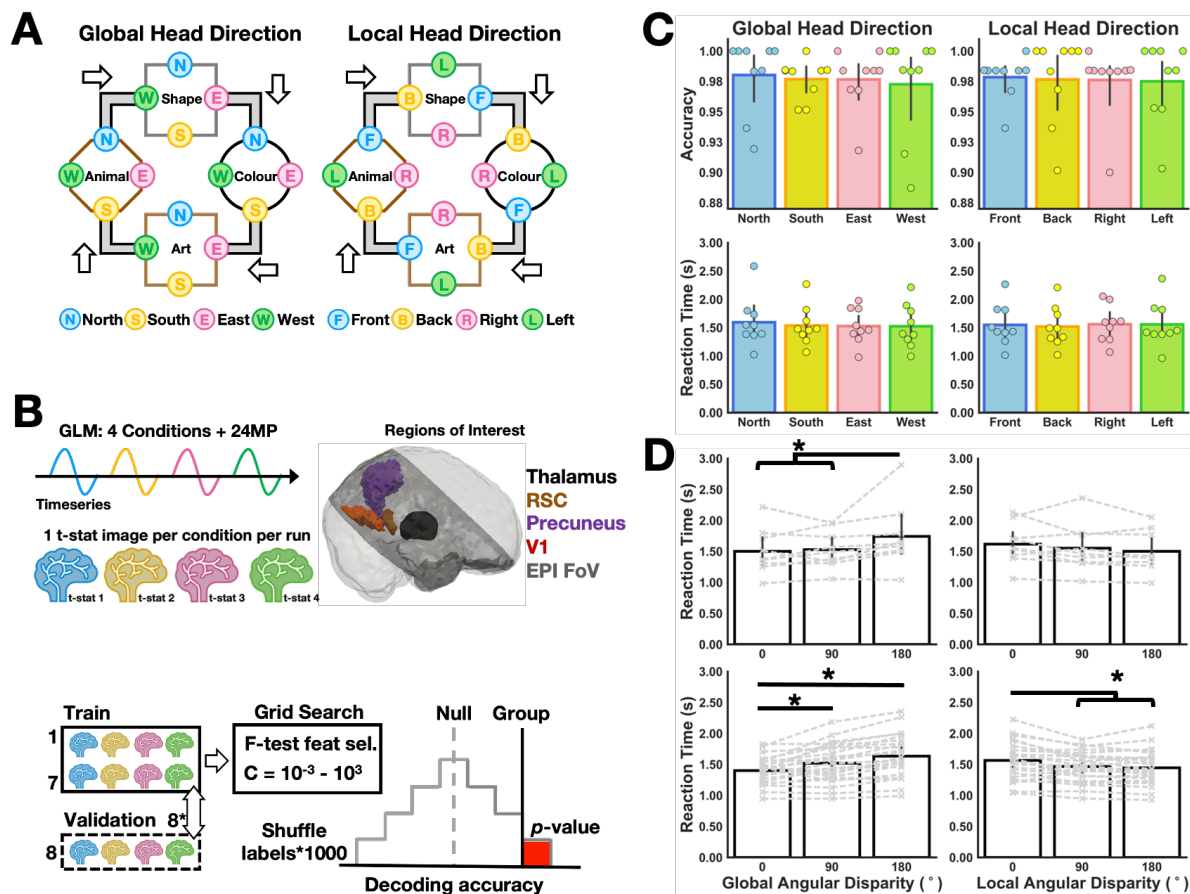 A
Global Head Direction
Local Head Direction
N
W Shape E
S
N N
W Animal E
W Colour E
S S
N
W Art E
S
L
B Shape F
R
F B
L Animal R
R Colour L
B F
R
F Art B
L
N North S South E East W West
F Front B Back R Right L Left
B
GLM: 4 Conditions + 24MP
Timeseries
1 t-stat image per condition per run
t-stat 1 t-stat 2 t-stat 3 t-stat 4
Regions of Interest
Thalamus
RSC
Precuneus
V1
EPI FoV
Train
1
7
Validation 8*
8
Grid Search
F-test feat sel.
C = 10-3 - 103
Shuffle
labels*1000
Null Group
p-value
Decoding accuracy
C
Global Head Direction
Local Head Direction
Accuracy
1.00
0.98
0.95
0.93
0.90
0.88
North South East West
1.00
0.98
0.95
0.93
0.90
0.88
Front Back Right Left
Reaction Time (s)
3.00
2.50
2.00
1.50
1.00
0.50
0.00
North South East West
3.00
2.50
2.00
1.50
1.00
0.50
0.00
Front Back Right Left
D
Reaction Time (s)
3.00
2.50
2.00
1.50
1.00
0.50
0.00
*
0 90 180
Reaction Time (s)
3.00
2.50
2.00
1.50
1.00
0.50
0.00
0 90 180
Reaction Time (s)
3.00
2.50
2.00
1.50
1.00
0.50
0.00
*
*
0 90 180
Global Angular Disparity (°)
Reaction Time (s)
3.00
2.50
2.00
1.50
1.00
0.50
0.00
*
0 90 180
Local Angular Disparity (°)